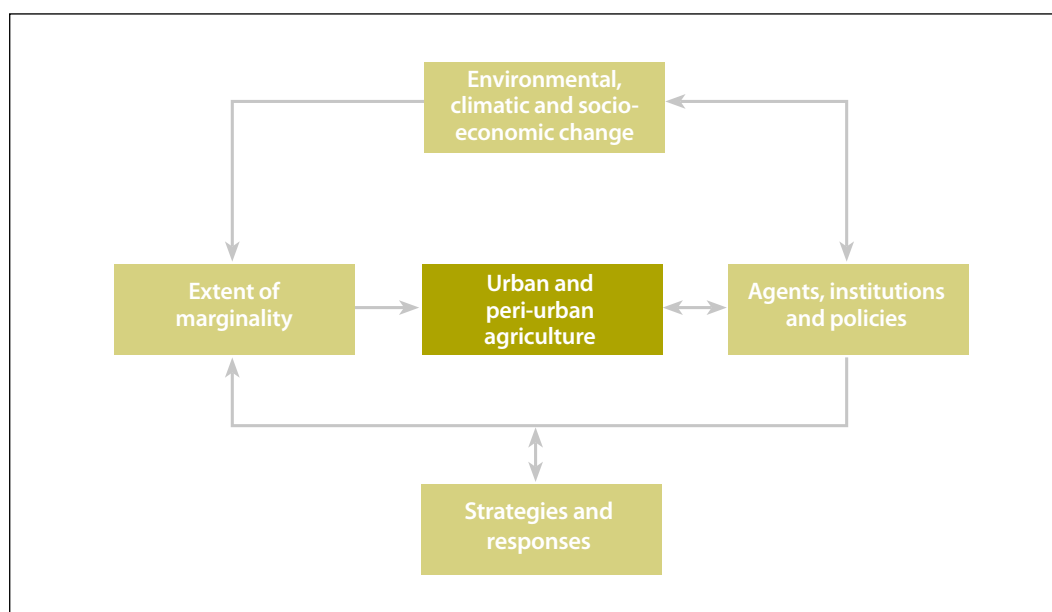 Environmental,
climatic and socio-
economic change
Extent of
marginality
Urban and
peri-urban
agriculture
Agents, institutions
and policies
Strategies and
responses